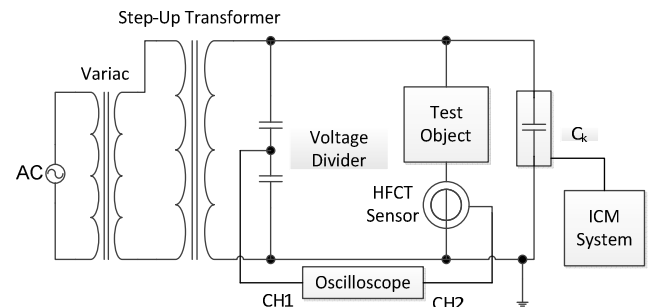 Step-Up Transformer
Variac
AC
Voltage
Divider
Test
Object
HFCT
Sensor
Ck
ICM
System
Oscilloscope
CH1
CH2